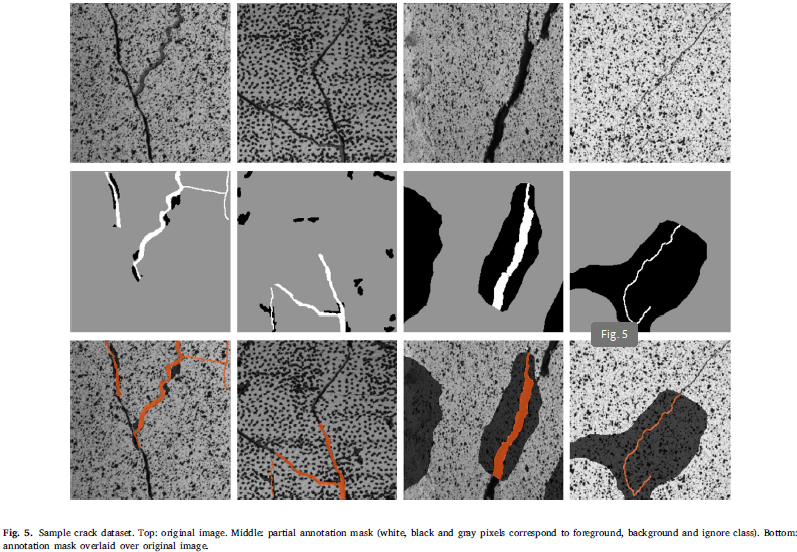 Fig. 5
Fig. 5. Sample crack dataset. Top: original image. Middle: partial annotation mask (white, black and gray pixels correspond to foreground, background and ignore class). Bottom:
annotation mask overlaid over original image.